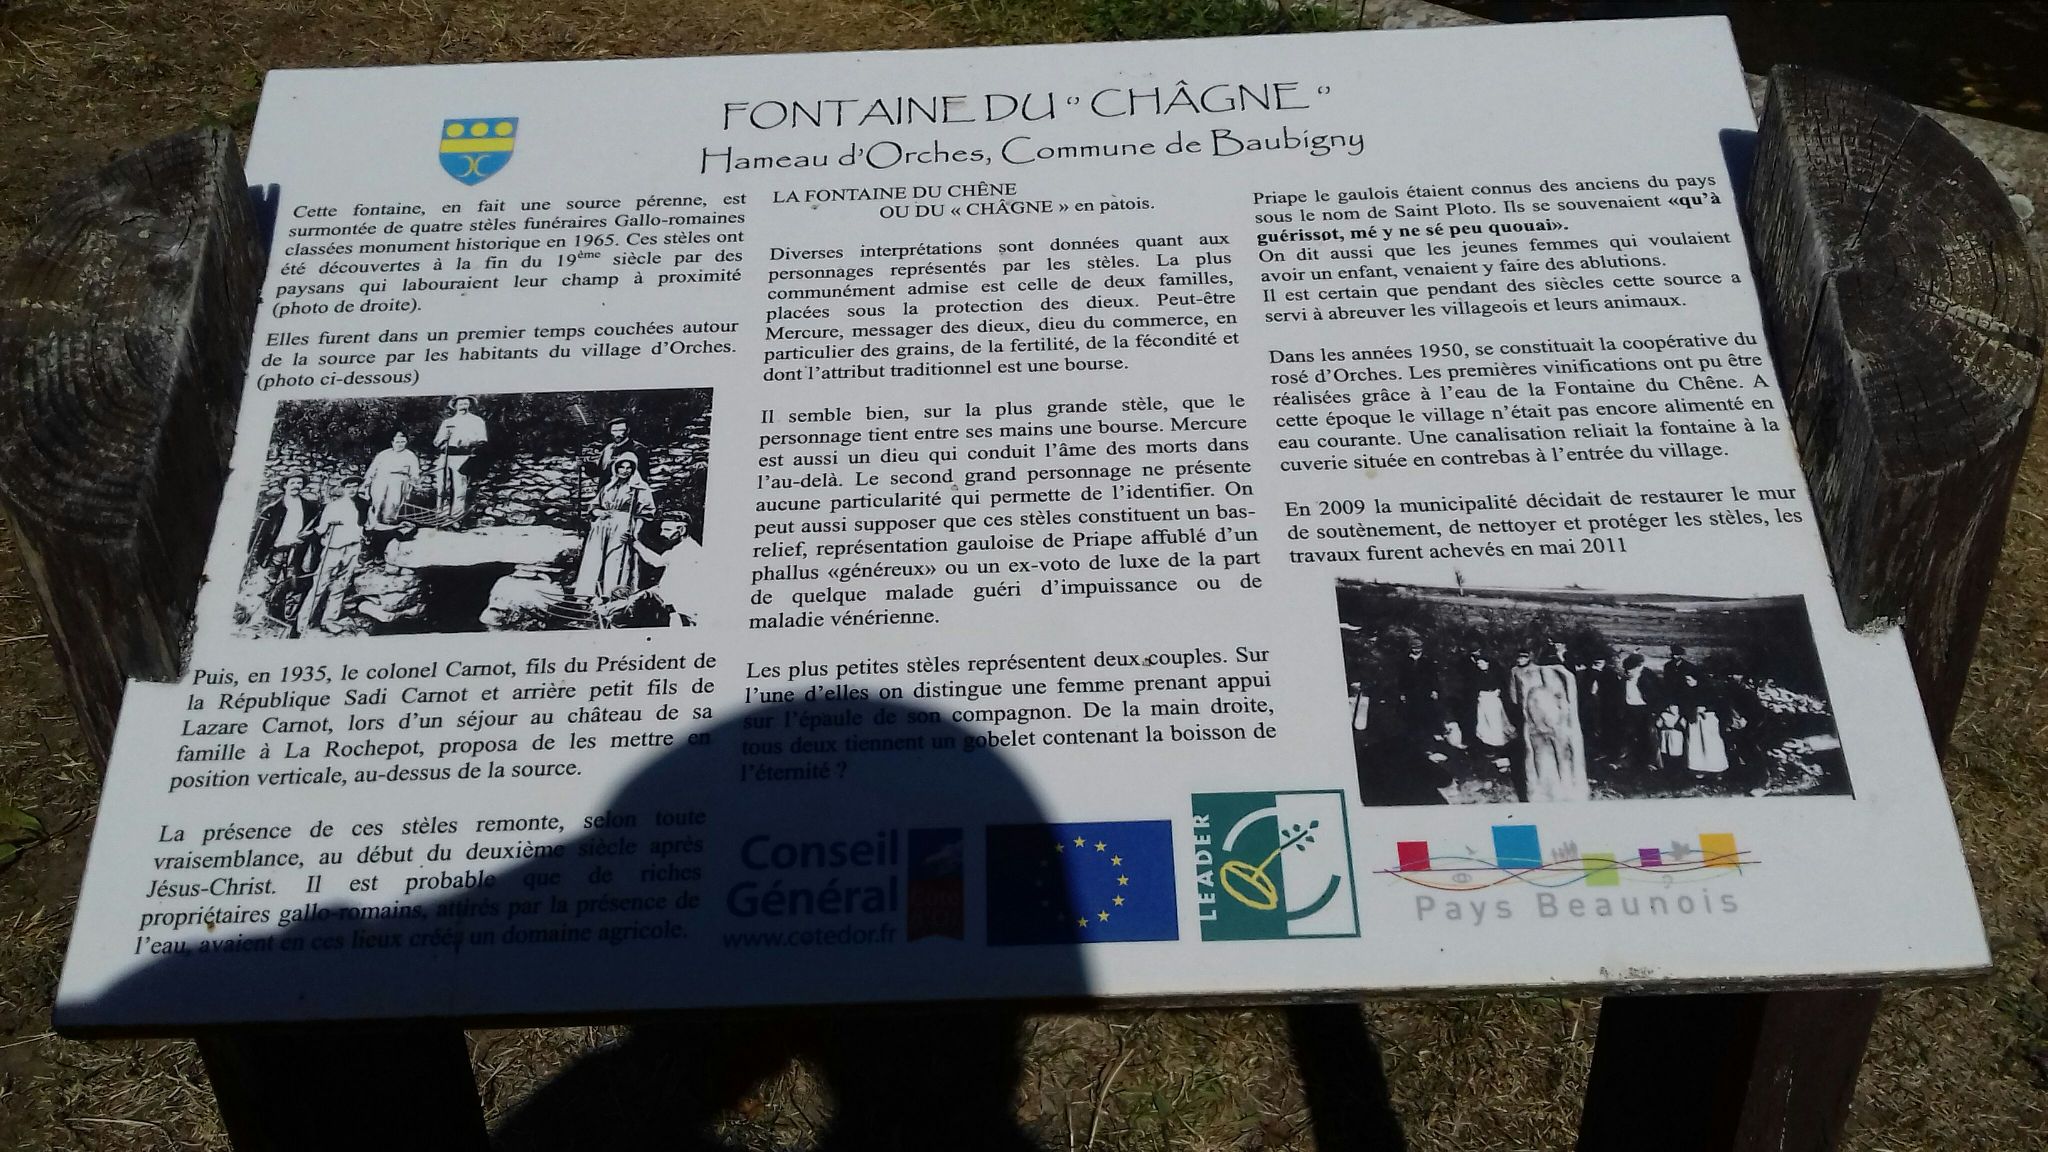 FONTAINE DU “ CHÂGNE ”
Hameau d’Orches, Commune de Baubigny
Cette fontaine, en fait une source pérenne, est
surmontée de quatre stèles funéraires Gallo-romaines
classées monument historique en 1965. Ces stèles ont
été découvertes à la fin du 19ème siècle par des
paysans qui labouraient leur champ à proximité
(photo de droite).
Elles furent dans un premier temps couchées autour
de la source par les habitants du village d’Orches.
(photo ci-dessous)
Puis, en 1935, le colonel Carnot, fils du Président de
la République Sadi Carnot et arrière petit fils de
Lazare Carnot, lors d’un séjour au château de sa
famille à La Rochepot, proposa de les mettre en
position verticale, au-dessus de la source.
La présence de ces stèles remonte, selon toute
vraisemblance, au début du deuxième siècle après
Jésus-Christ. Il est probable que de riches
propriétaires gallo-romains, attirés par la présence de
l’eau, avaient en ces lieux créés un domaine agricole.
LA FONTAINE DU CHÊNE
OU DU « CHÂGNE » en patois.
Diverses interprétations sont données quant aux
personnages représentés par les stèles. La plus
communément admise est celle de deux familles,
placées sous la protection des dieux. Peut-être
Mercure, messager des dieux, dieu du commerce, en
particulier des grains, de la fertilité, de la fécondité et
dont l’attribut traditionnel est une bourse.
Il semble bien, sur la plus grande stèle, que le
personnage tient entre ses mains une bourse. Mercure
est aussi un dieu qui conduit l’âme des morts dans
l’au-delà. Le second grand personnage ne présente
aucune particularité qui permette de l’identifier. On
peut aussi supposer que ces stèles constituent un bas-
relief, représentation gauloise de Priape affublé d’un
phallus «généreux» ou un ex-voto de luxe de la part
de quelque malade guéri d’impuissance ou de
maladie vénérienne.
Les plus petites stèles représentent deux couples. Sur
l’une d’elles on distingue une femme prenant appui
sur l’épaule de son compagnon. De la main droite,
tous deux tiennent un gobelet contenant la boisson de
l’éternité ?
Priape le gaulois étaient connus des anciens du pays
sous le nom de Saint Ploto. Ils se souvenaient «qu’à
guérissot, mé y ne sé peu quouai».
On dit aussi que les jeunes femmes qui voulaient
avoir un enfant, venaient y faire des ablutions.
Il est certain que pendant des siècles cette source a
servi à abreuver les villageois et leurs animaux.
Dans les années 1950, se constituait la coopérative du
rosé d’Orches. Les premières vinifications ont pu être
réalisées grâce à l’eau de la Fontaine du Chêne. A
cette époque le village n’était pas encore alimenté en
eau courante. Une canalisation reliait la fontaine à la
cuverie située en contrebas à l’entrée du village.
En 2009 la municipalité décidait de restaurer le mur
de soutènement, de nettoyer et protéger les stèles, les
travaux furent achevés en mai 2011
Conseil
Général
www.cotedor.fr
LEADER
Pays Beaunois